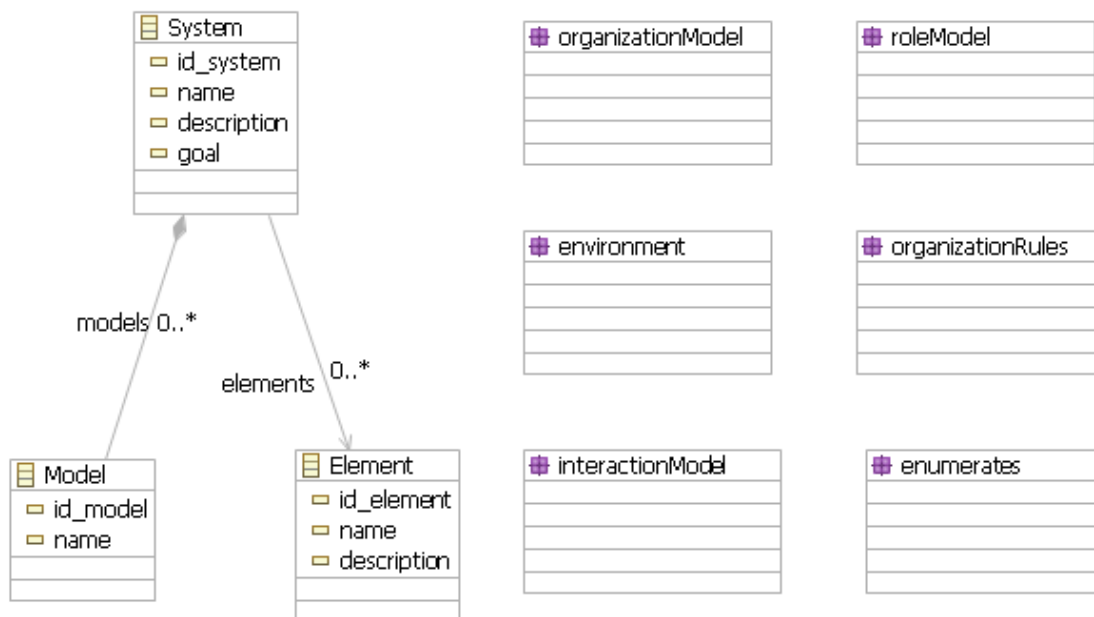 System
id_system
name
description
goal
models 0..*
elements
0..*
Model
id_model
name
Element
id_element
name
description
organizationModel
roleModel
environment
organizationRules
interactionModel
enumerates